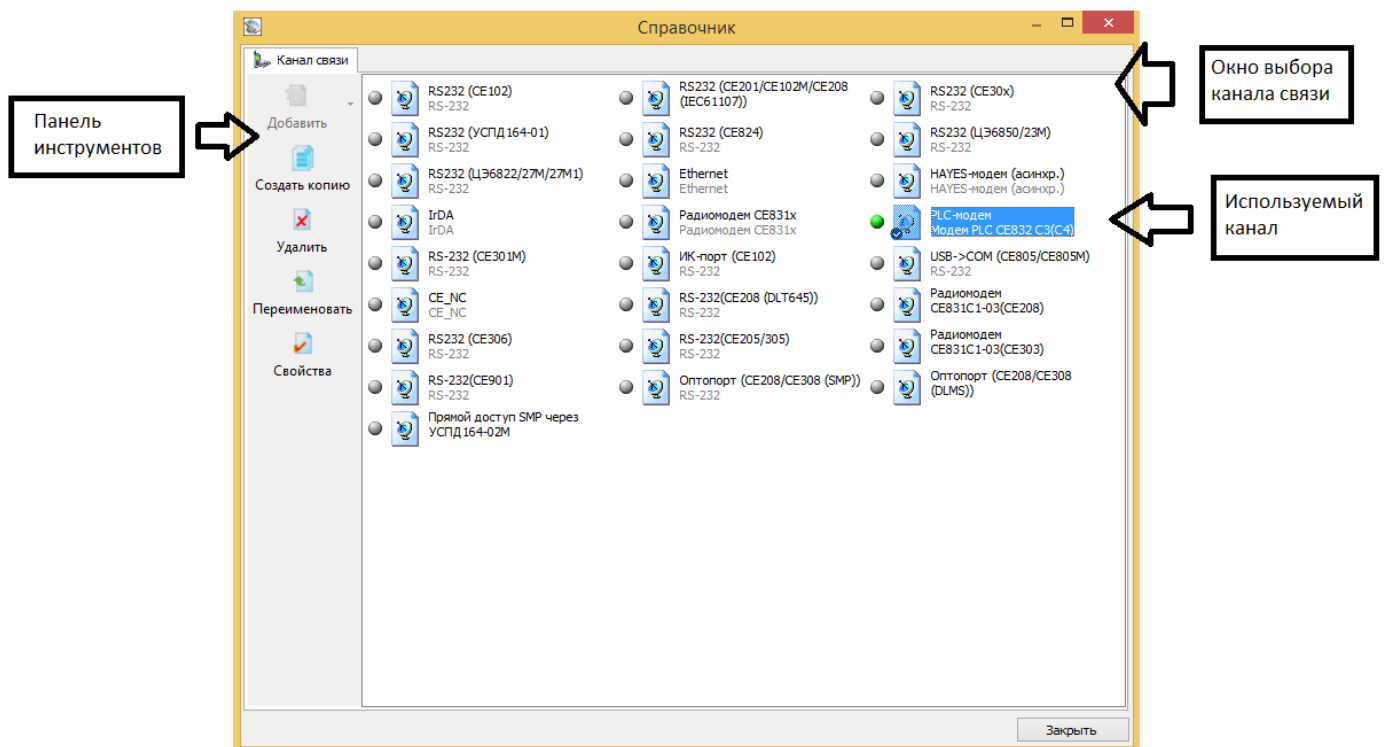 Справочник
Канал связи
Панель
инструментов
Добавить
Создать копию
Удалить
Переименовать
Свойства
RS232 (CE102)
RS-232
RS232 (CE201/CE102M/CE208
(IEC61107))
RS232 (CE30x)
RS-232
RS232 (УСПД164-01)
RS-232
RS232 (CE824)
RS-232
RS232 (ЦЭ6850/23М)
RS-232
RS232 (ЦЭ6822/27М/27М1)
RS-232
Ethernet
Ethernet
HAYES-модем (асинхр.)
HAYES-модем (асинхр.)
IrDA
IrDA
Радиомодем CE831x
Радиомодем CE831x
PLC-модем
Модем PLC CE832 C3(C4)
RS-232 (CE301M)
RS-232
ИК-порт (CE102)
RS-232
USB->COM (CE805/CE805M)
RS-232
CE_NC
CE_NC
RS-232(CE208 (DLT645))
RS-232
Радиомодем
CE831C1-03(CE208)
RS232 (CE306)
RS-232
RS-232(CE205/305)
RS-232
Радиомодем
CE831C1-03(CE303)
RS-232(CE901)
RS-232
Оптопорт (CE208/CE308 (SMP))
RS-232
Оптопорт (CE208/CE308
(DLMS))
Прямой доступ SMP через
УСПД164-02М
Окно выбора
канала связи
Используемый
канал
Закрыть